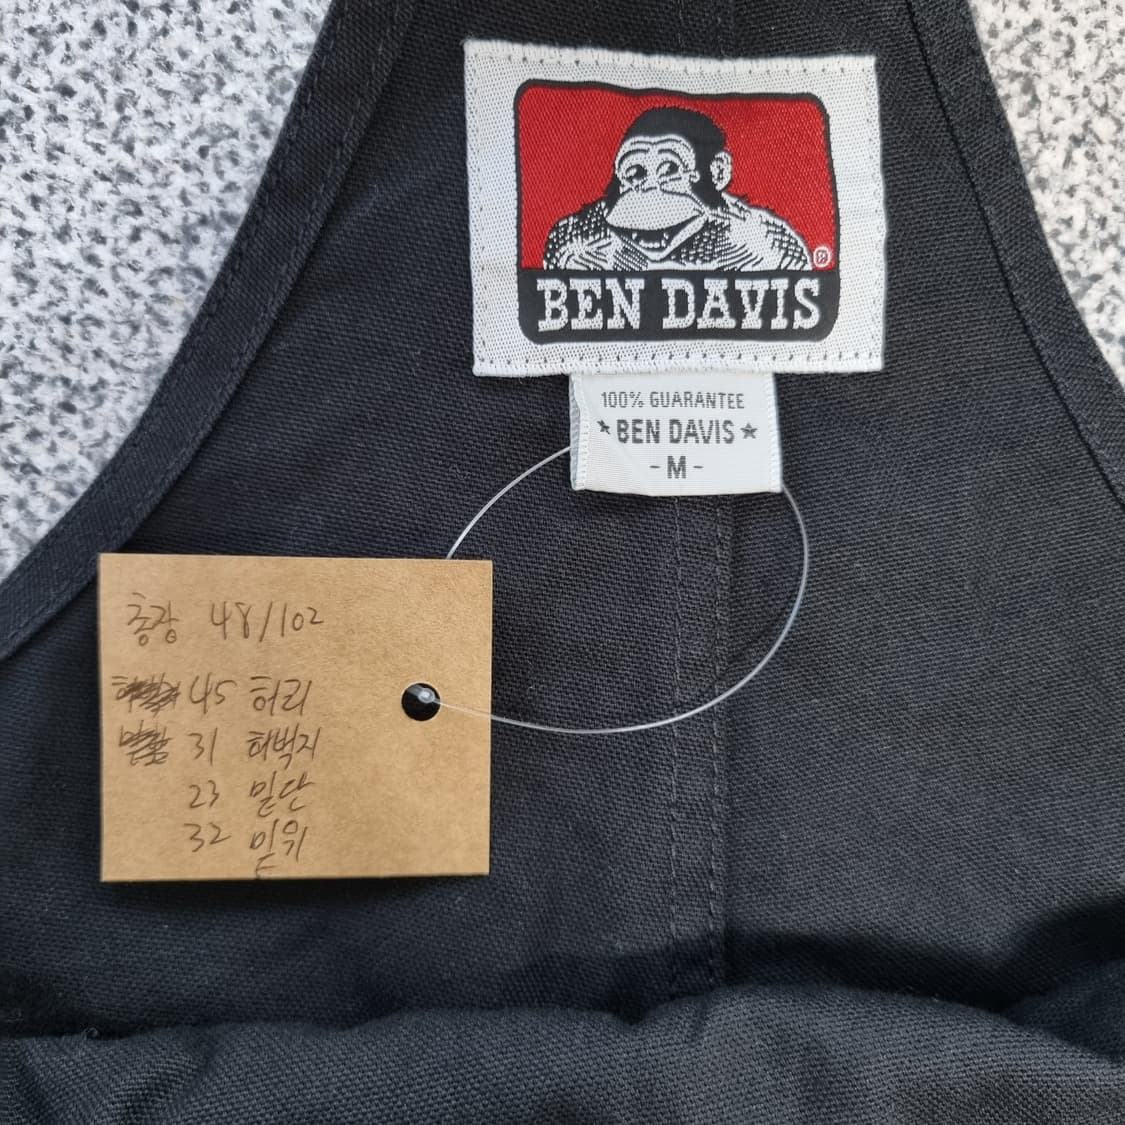 BEN DAVIS
100% GUARANTEE
★BEN DAVIS★
-M-
총장 48/102
45 허리
31 허벅지
23 밑단
32 밑위